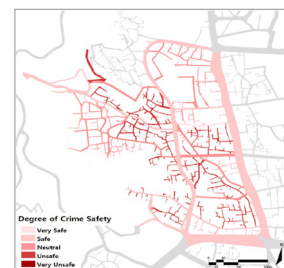 Degree of Crime Safety
Very Safe
Safe
Neutral
Unsafe
Very Unsafe